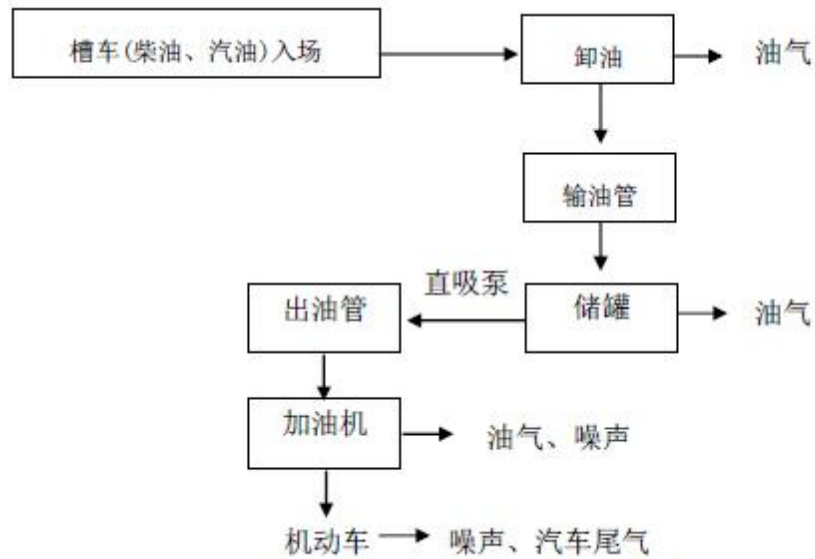 槽车(柴油、汽油)入场
卸油
油气
输油管
直吸泵
出油管
储罐
油气
加油机
油气、噪声
机动车
噪声、汽车尾气